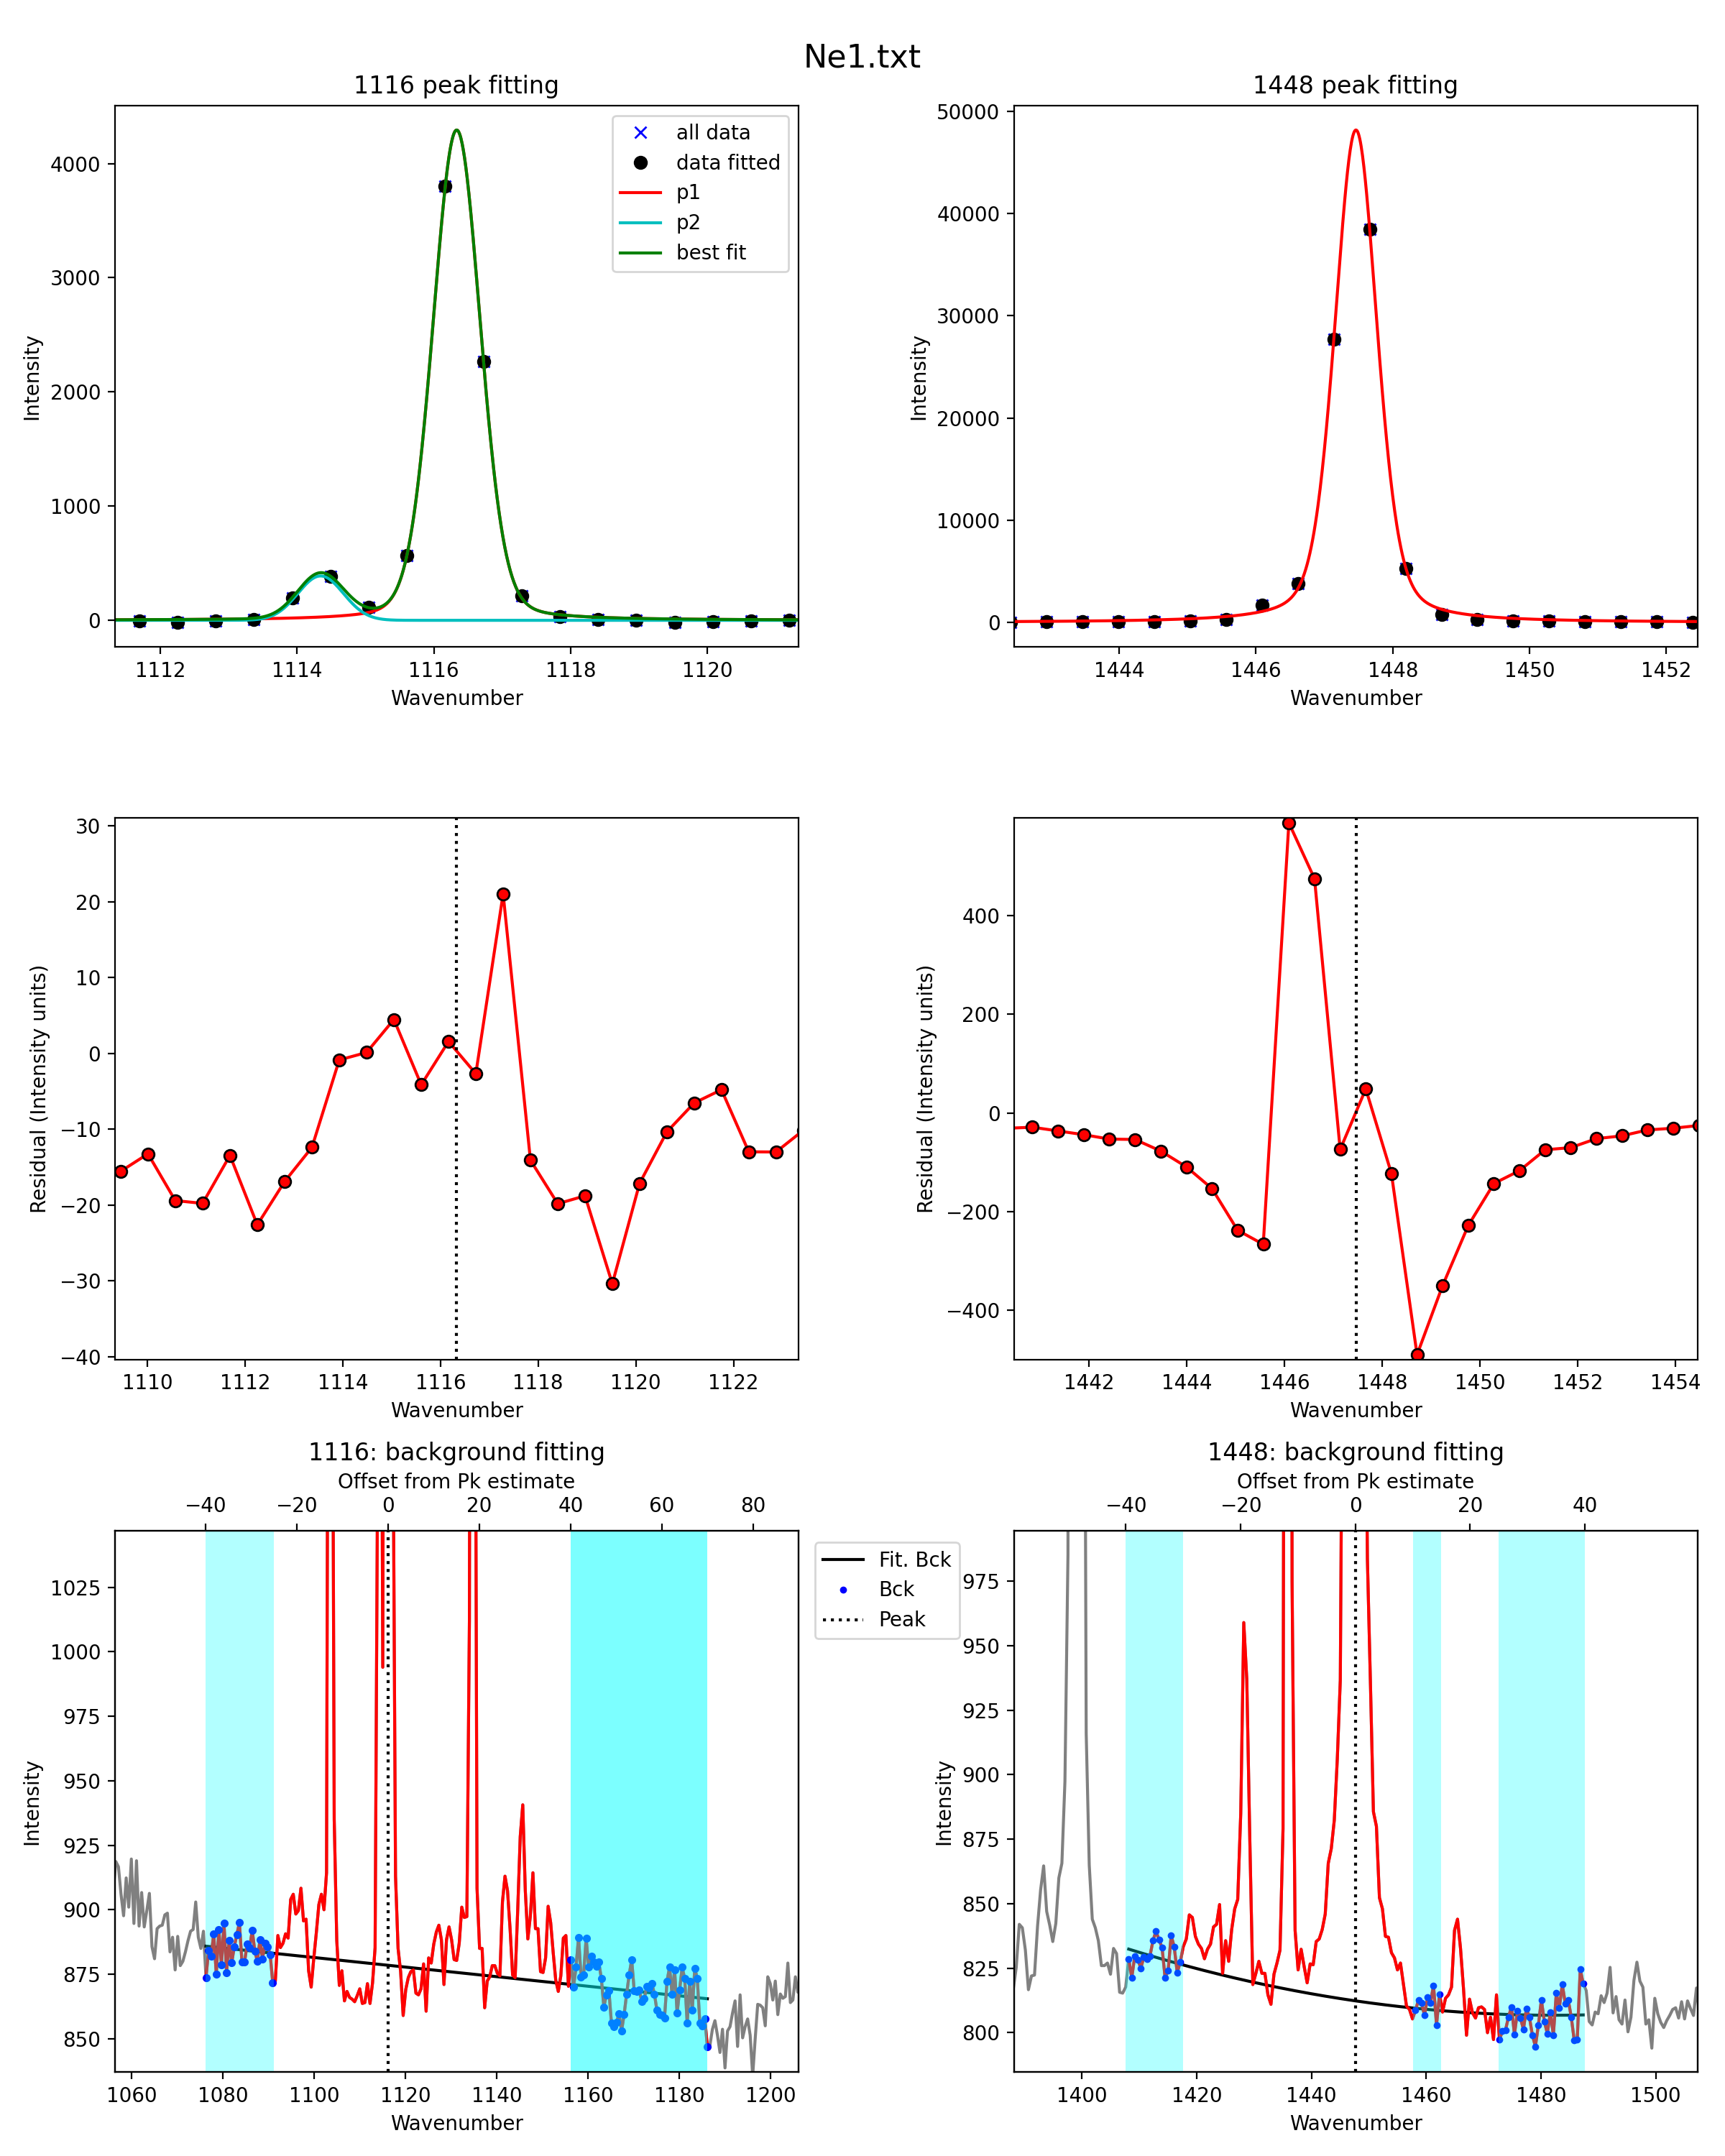 Ne1.txt
1116 peak fitting
all data
data fitted
p1
p2
best fit
Intensity
4000
3000
2000
1000
0
1112 1114 1116 1118 1120
Wavenumber
1448 peak fitting
Intensity
50000
40000
30000
20000
10000
0
1444 1446 1448 1450 1452
Wavenumber
Residual (Intensity units)
30
20
10
0
−10
−20
−30
−40
1110 1112 1114 1116 1118 1120 1122
Wavenumber
Residual (Intensity units)
400
200
0
−200
−400
1442 1444 1446 1448 1450 1452 1454
Wavenumber
1116: background fitting
Offset from Pk estimate
−40 −20 0 20 40 60 80
Intensity
1025
1000
975
950
925
900
875
850
1060 1080 1100 1120 1140 1160 1180 1200
Wavenumber
Fit. Bck
Bck
Peak
1448: background fitting
Offset from Pk estimate
−40 −20 0 20 40
Intensity
975
950
925
900
875
850
825
800
1400 1420 1440 1460 1480 1500
Wavenumber